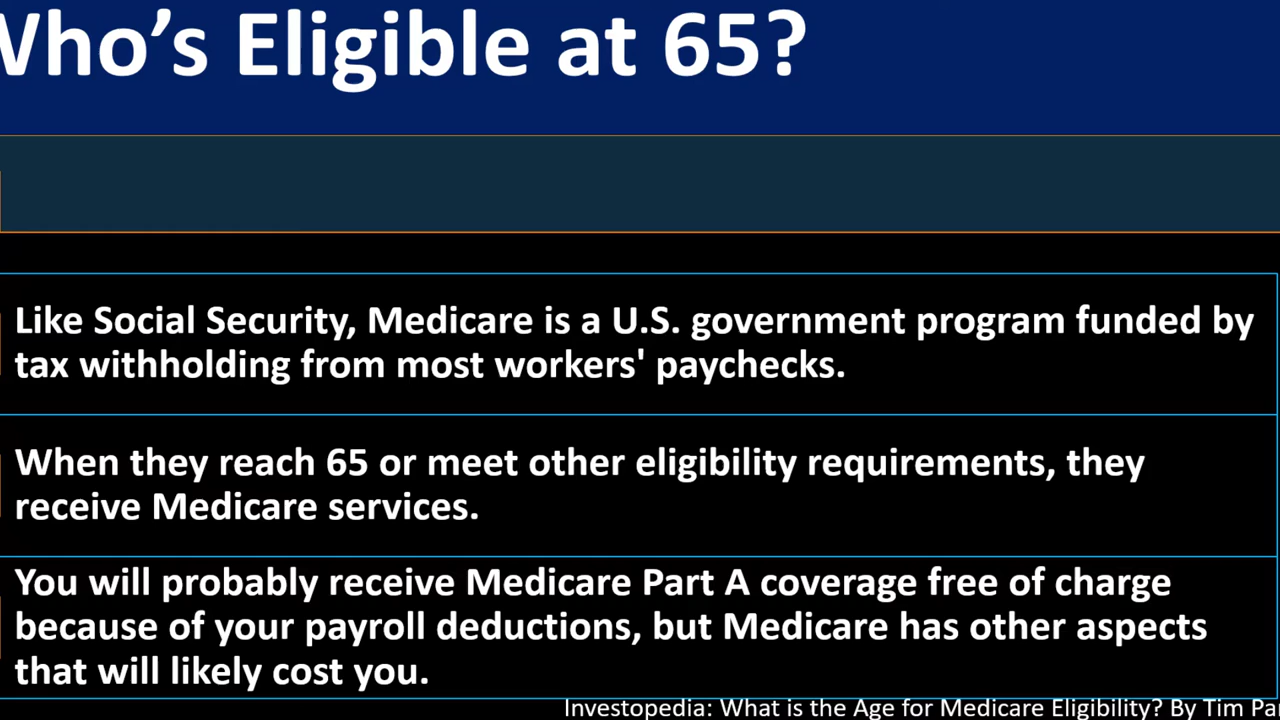 Who's Eligible at 65?
Like Social Security, Medicare is a U.S. government program funded by
tax withholding from most workers' paychecks.
When they reach 65 or meet other eligibility requirements, they
receive Medicare services.
You will probably receive Medicare Part A coverage free of charge
because of your payroll deductions, but Medicare has other aspects
that will likely cost you.
Investopedia: What is the Age for Medicare Eligibility? By Tim